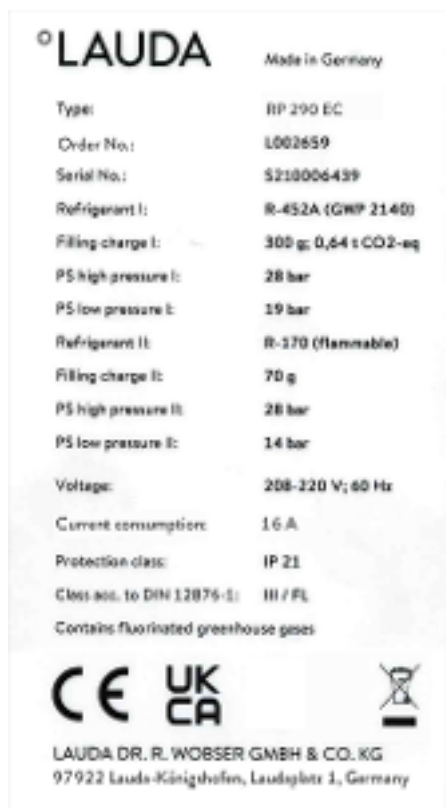 °LAUDA Made in Germany
Type: RP 290 EC
Order No.: L002659
Serial No.: S210006439
Refrigerant I: R-452A (GWP 2140)
Filling charge I: 300 g; 0,64 t CO2-eq
PS high pressure I: 28 bar
PS low pressure I: 19 bar
Refrigerant II: R-170 (flammable)
Filling charge II: 70 g
PS high pressure II: 28 bar
PS low pressure II: 14 bar
Voltage: 208-220 V; 60 Hz
Current consumption: 16 A
Protection class: IP 21
Class acc. to DIN 12876-1: III / FL
Contains fluorinated greenhouse gases
CE UK
CA
LAUDA DR. R. WOBSER GMBH & CO. KG
97922 Lauda-Königshofen, Laudaplatz 1, Germany